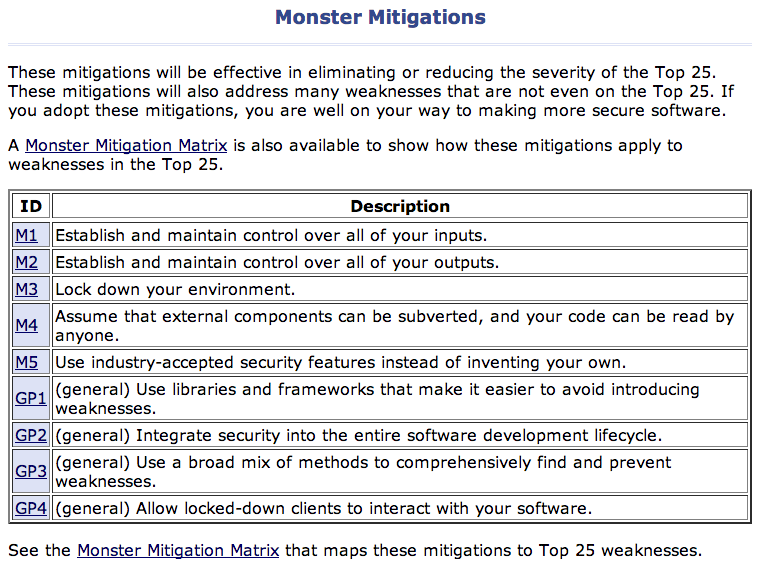 Monster Mitigations
These mitigations will be effective in eliminating or reducing the severity of the Top 25.
These mitigations will also address many weaknesses that are not even on the Top 25. If
you adopt these mitigations, you are well on your way to making more secure software.
A Monster Mitigation Matrix is also available to show how these mitigations apply to
weaknesses in the Top 25.
ID Description
M1 Establish and maintain control over all of your inputs.
M2 Establish and maintain control over all of your outputs.
M3 Lock down your environment.
M4 Assume that external components can be subverted, and your code can be read by
anyone.
M5 Use industry-accepted security features instead of inventing your own.
GP1 (general) Use libraries and frameworks that make it easier to avoid introducing
weaknesses.
GP2 (general) Integrate security into the entire software development lifecycle.
GP3 (general) Use a broad mix of methods to comprehensively find and prevent
weaknesses.
GP4 (general) Allow locked-down clients to interact with your software.
See the Monster Mitigation Matrix that maps these mitigations to Top 25 weaknesses.